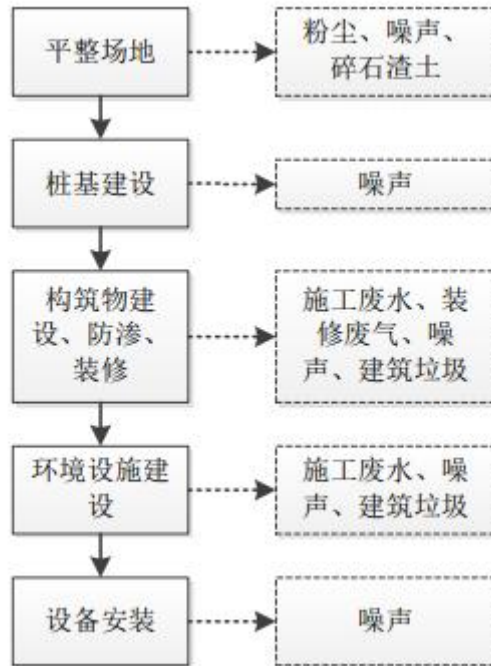 平整场地
粉尘、噪声、
碎石渣土
桩基建设
噪声
构筑物建
设、防渗、
装修
施工废水、装
修废气、噪
声、建筑垃圾
环境设施建
设
施工废水、噪
声、建筑垃圾
设备安装
噪声